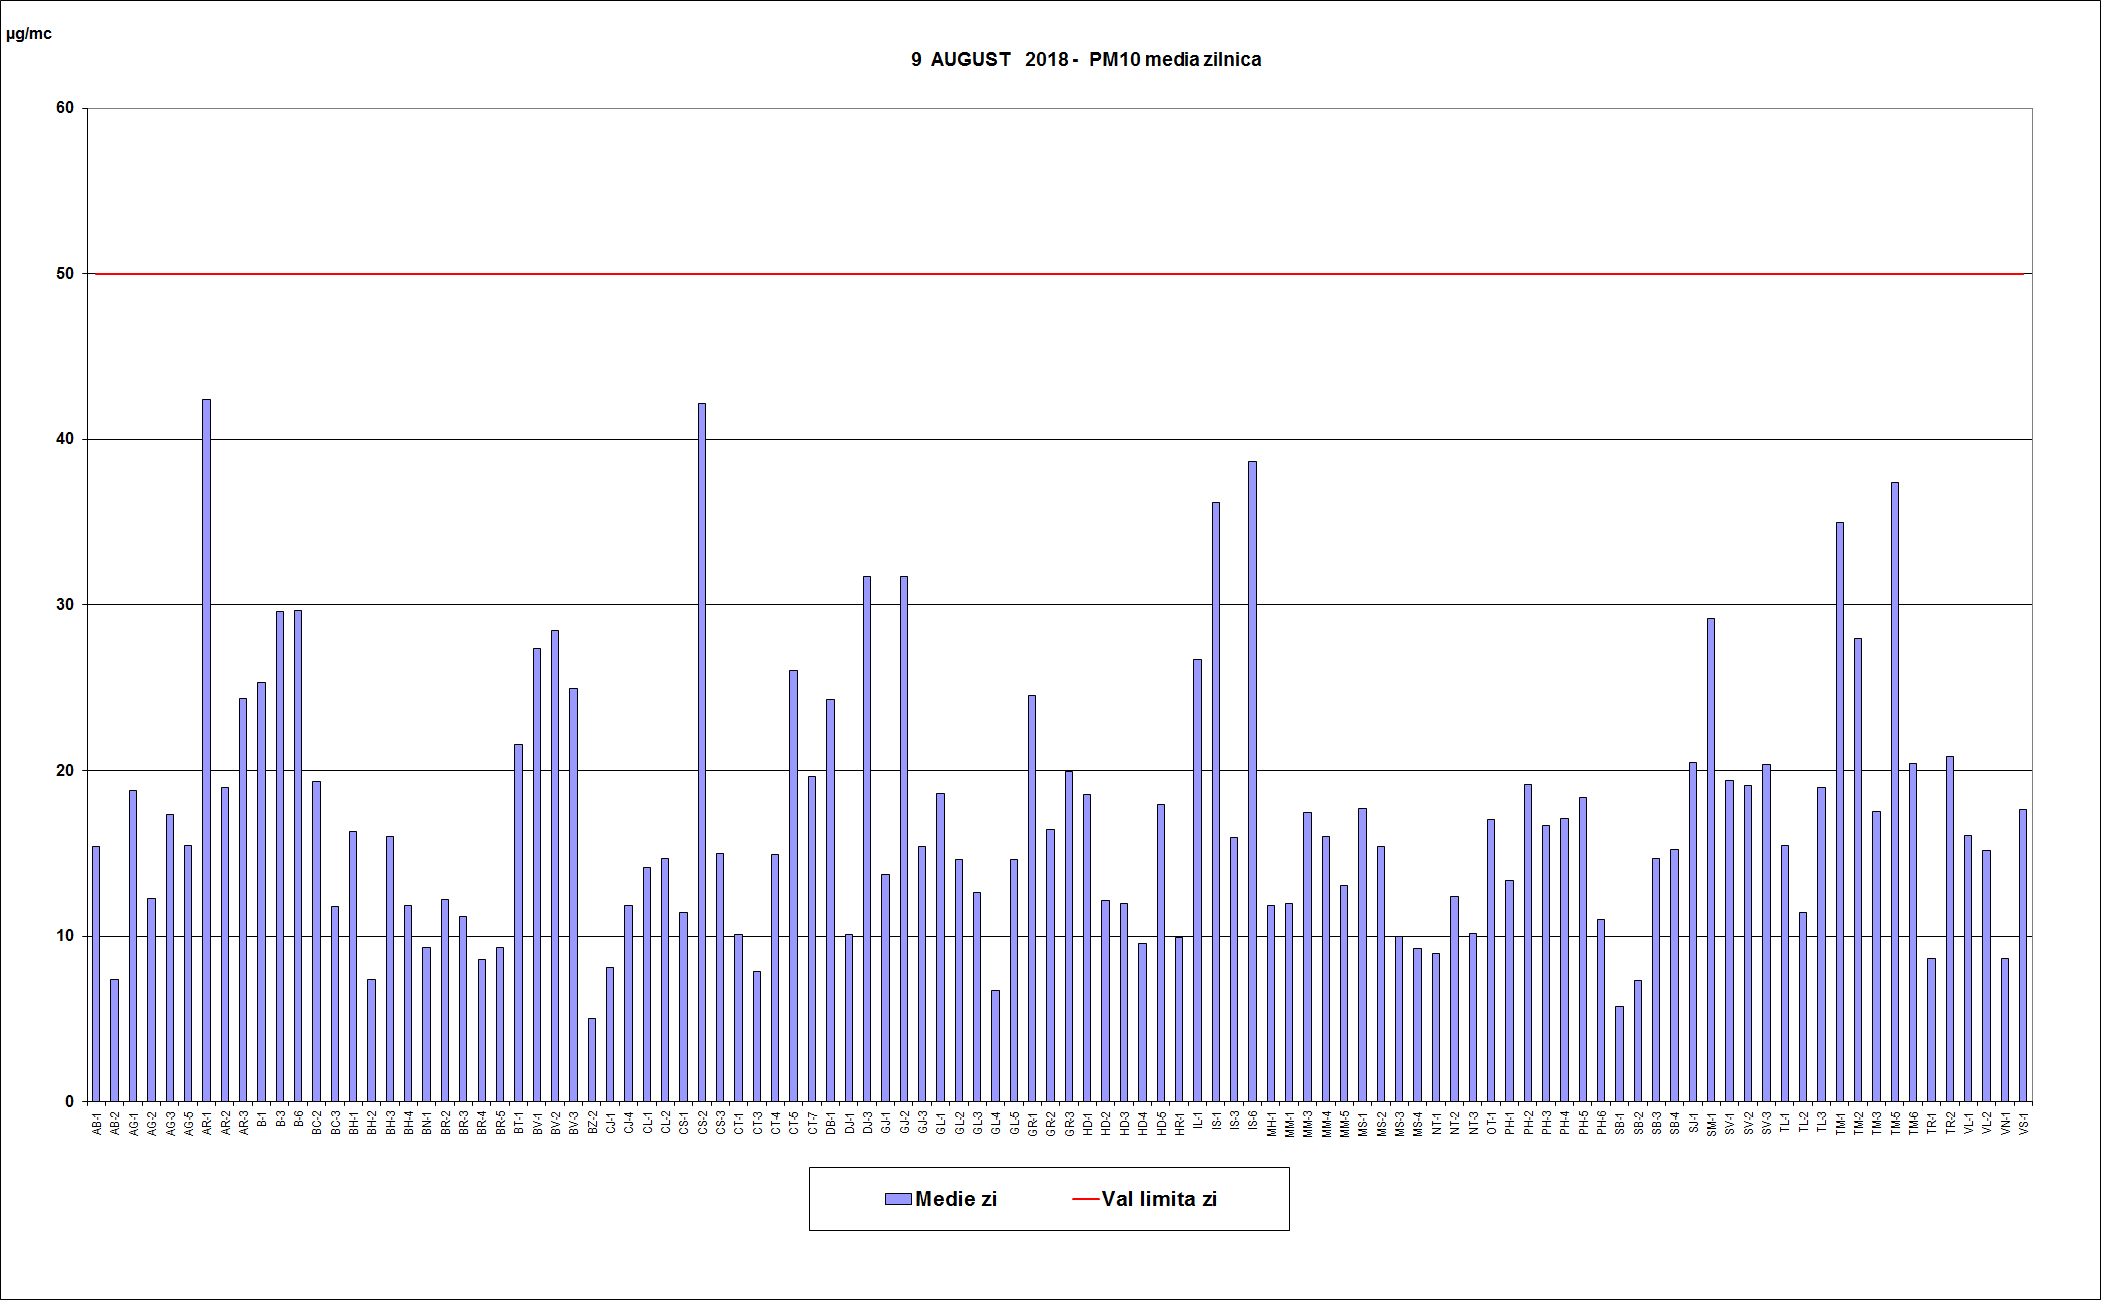 µg/mc
9 AUGUST 2018 - PM10 media zilnica
60
50
40
30
20
10
0
AB-1
AB-2
AG-1
AG-2
AG-3
AG-5
AR-1
AR-2
AR-3
B-1
B-3
B-6
BC-2
BC-3
BH-1
BH-2
BH-3
BH-4
BN-1
BR-2
BR-3
BR-4
BR-5
BT-1
BV-1
BV-2
BV-3
BZ-2
CJ-1
CJ-4
CL-1
CL-2
CS-1
CS-2
CS-3
CT-1
CT-3
CT-4
CT-5
CT-7
DB-1
DJ-1
DJ-3
GJ-1
GJ-2
GJ-3
GL-1
GL-2
GL-3
GL-4
GL-5
GR-1
GR-2
GR-3
HD-1
HD-2
HD-3
HD-4
HD-5
HR-1
IL-1
IS-1
IS-3
IS-6
MH-1
MM-1
MM-3
MM-4
MM-5
MS-1
MS-2
MS-3
MS-4
NT-1
NT-2
NT-3
OT-1
PH-1
PH-2
PH-3
PH-4
PH-5
PH-6
SB-1
SB-2
SB-3
SB-4
SJ-1
SM-1
SV-1
SV-2
SV-3
TL-1
TL-2
TL-3
TM-1
TM-2
TM-3
TM-5
TM-6
TR-1
TR-2
VL-1
VL-2
VN-1
VS-1
Medie zi
Val limita zi